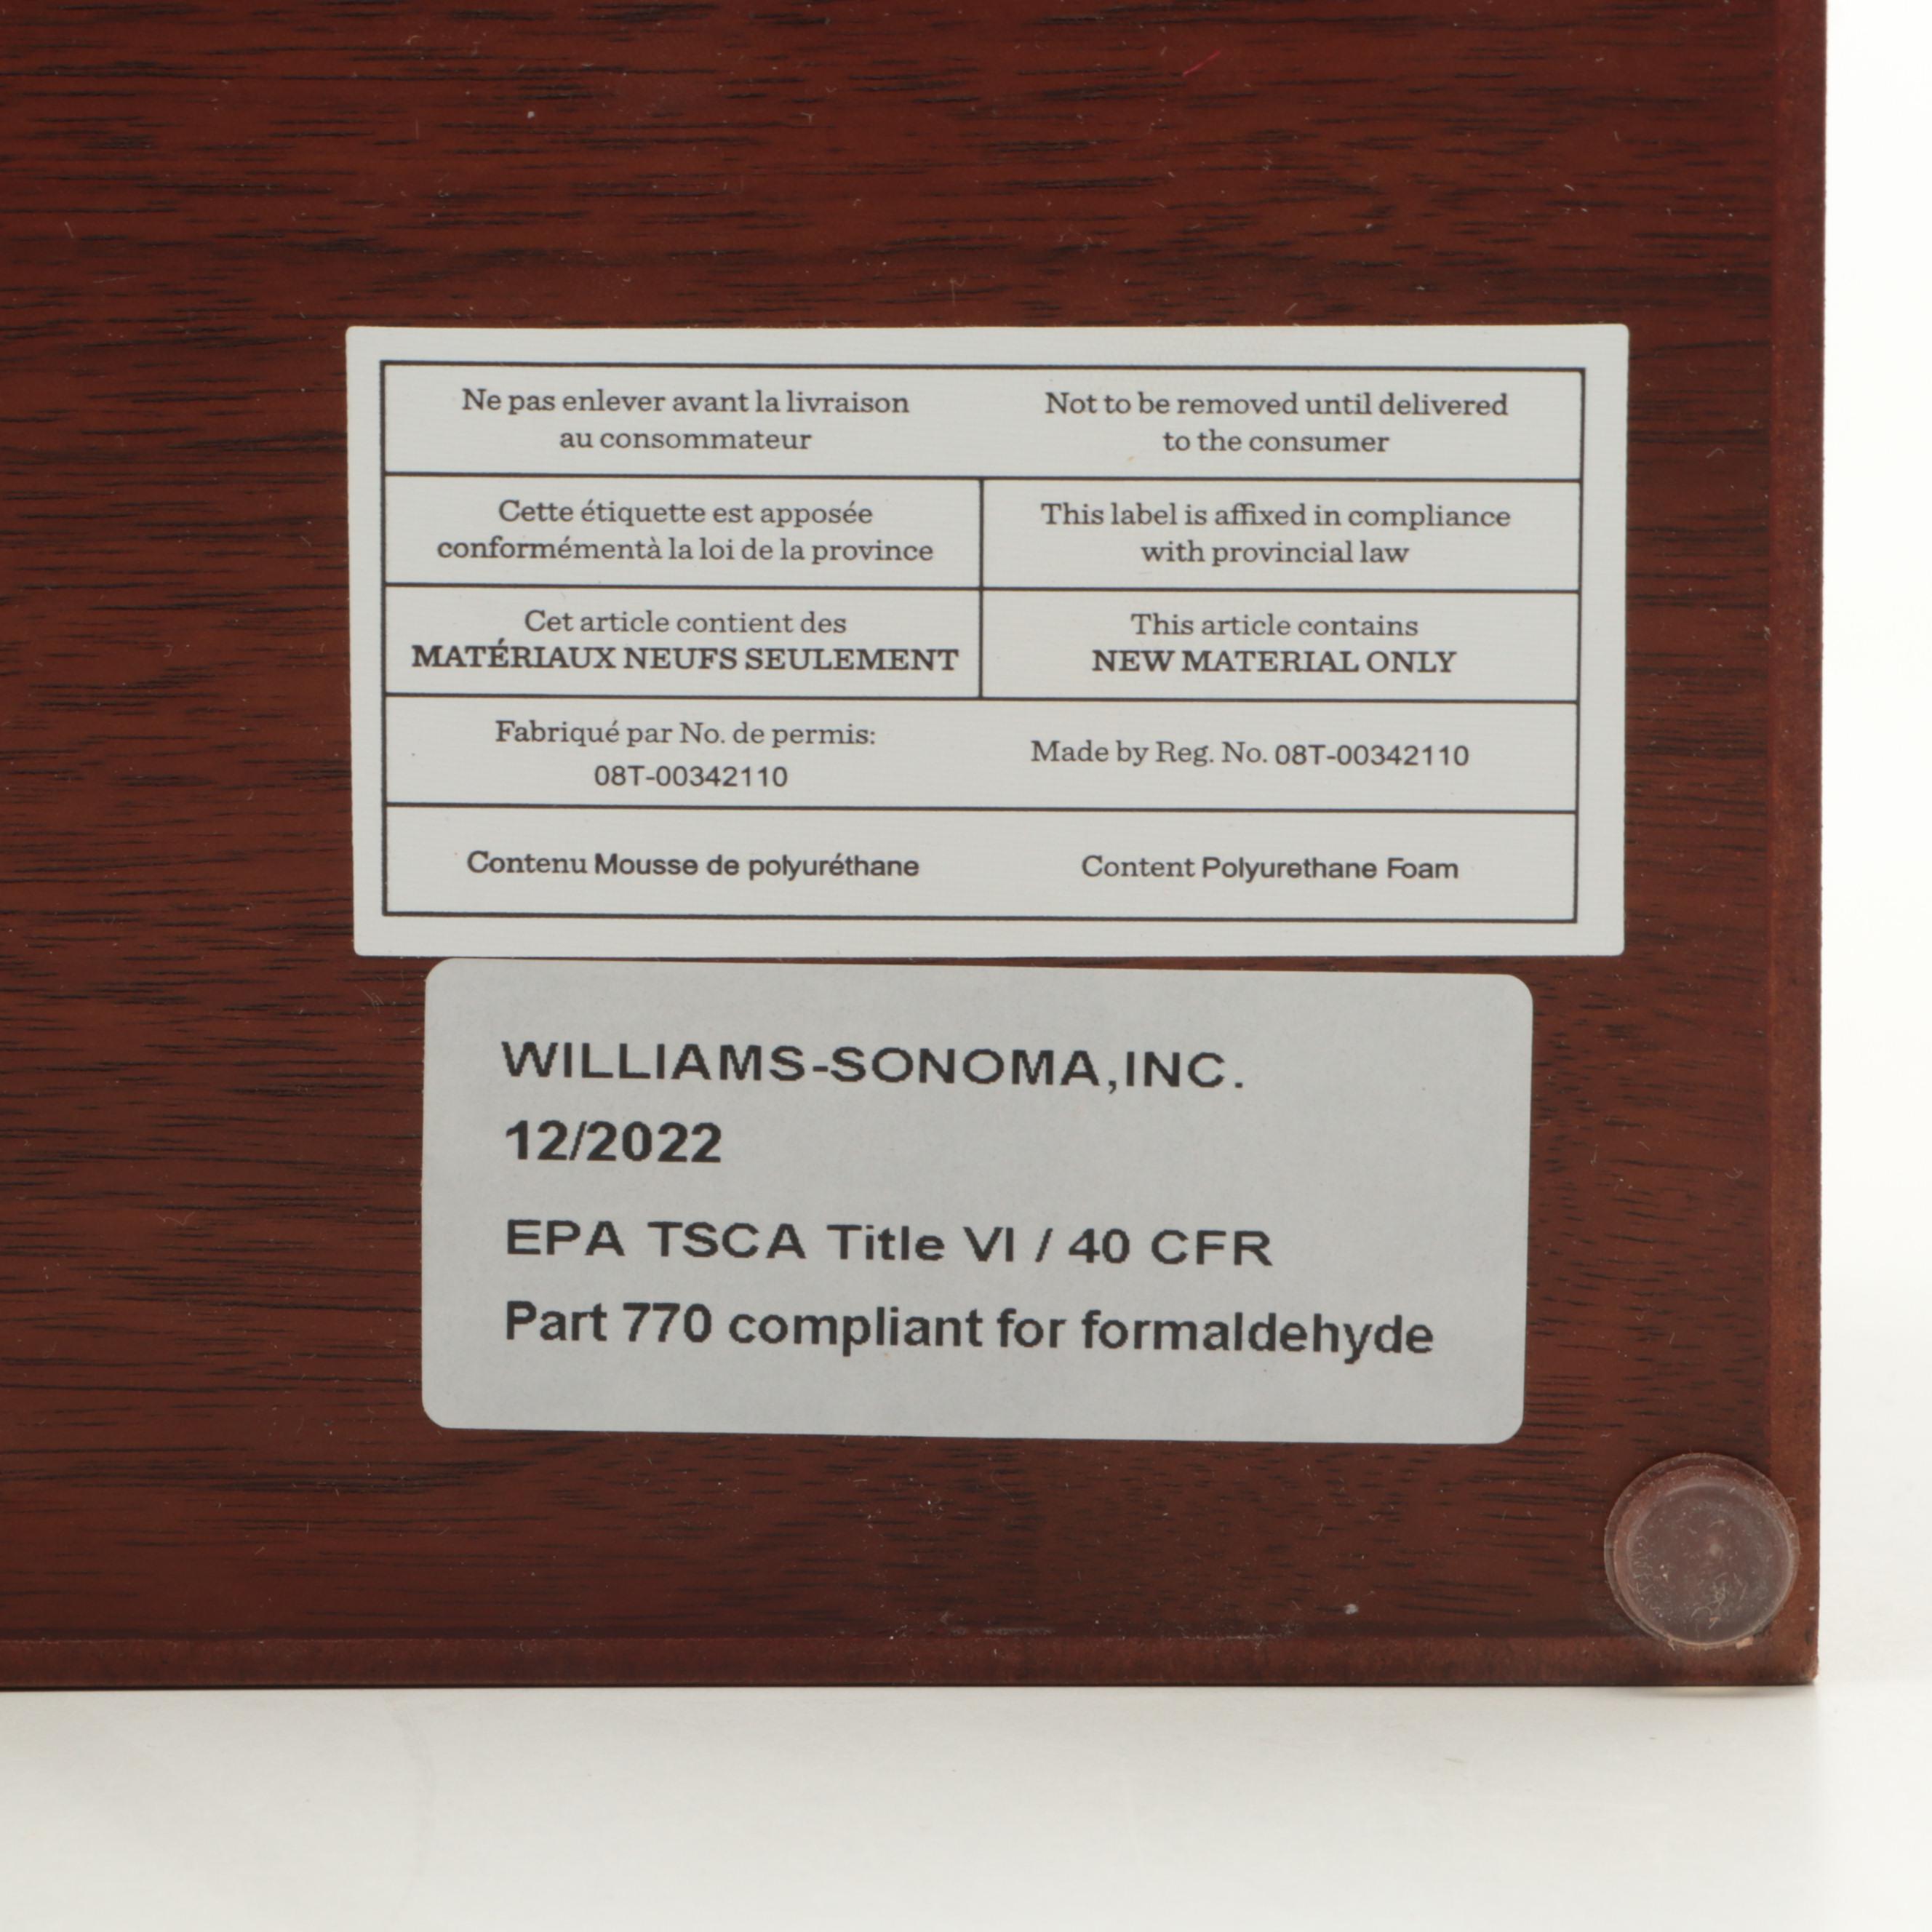 Ne pas enlever avant la livraison
au consommateur
Not to be removed until delivered
to the consumer
Cette étiquette est apposée
conformémentà la loi de la province
This label is affixed in compliance
with provincial law
Cet article contient des
MATÉRIAUX NEUFS SEULEMENT
This article contains
NEW MATERIAL ONLY
Fabriqué par No. de permis:
08T-00342110
Made by Reg. No. 08T-00342110
Contenu Mousse de polyuréthane
Content Polyurethane Foam
WILLIAMS-SONOMA,INC.
12/2022
EPA TSCA Title VI / 40 CFR
Part 770 compliant for formaldehyde